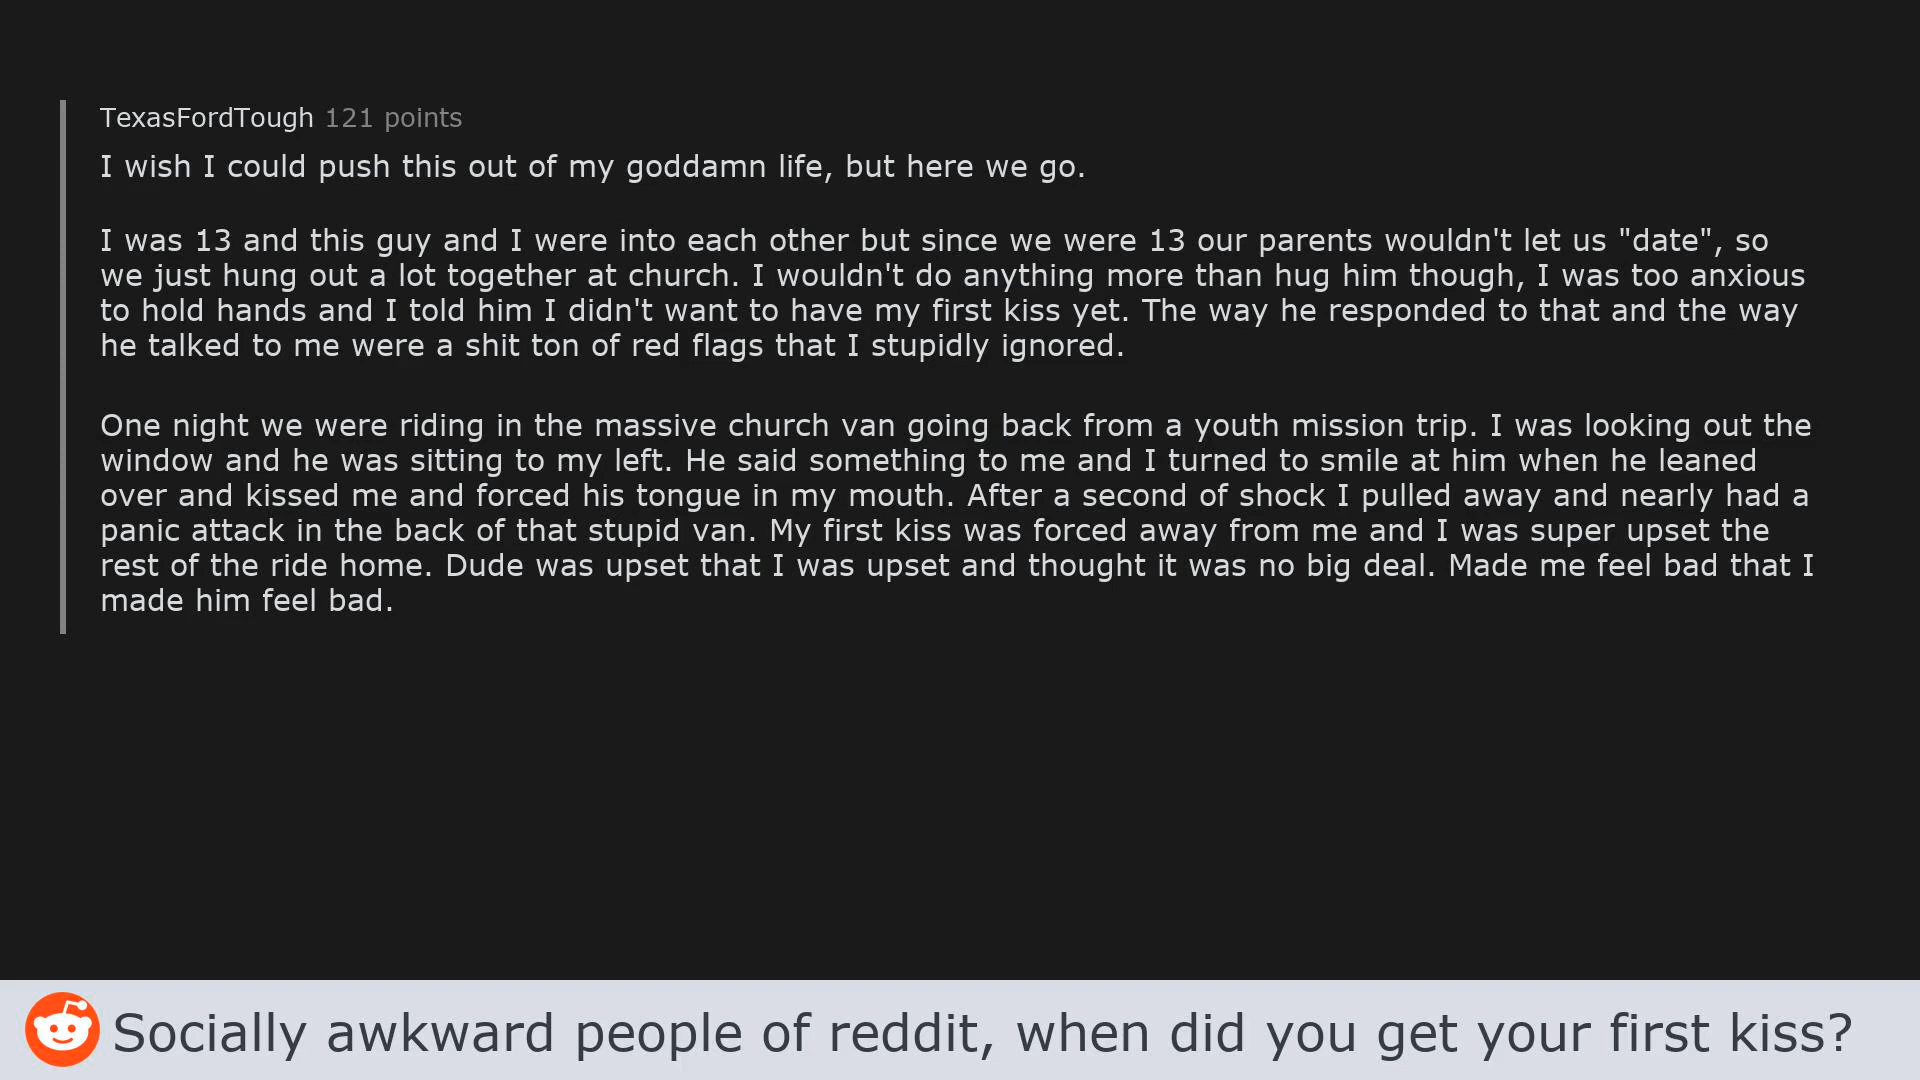 TexasFordTough 121 points
I wish I could push this out of my goddamn life, but here we go.
I was 13 and this guy and I were into each other but since we were 13 our parents wouldn't let us "date", so
we just hung out a lot together at church. I wouldn't do anything more than hug him though, I was too anxious
to hold hands and I told him I didn't want to have my first kiss yet. The way he responded to that and the way
he talked to me were a shit ton of red flags that I stupidly ignored.
One night we were riding in the massive church van going back from a youth mission trip. I was looking out the
window and he was sitting to my left. He said something to me and I turned to smile at him when he leaned
over and kissed me and forced his tongue in my mouth. After a second of shock I pulled away and nearly had a
panic attack in the back of that stupid van. My first kiss was forced away from me and I was super upset the
rest of the ride home. Dude was upset that I was upset and thought it was no big deal. Made me feel bad that I
made him feel bad.
Socially awkward people of reddit, when did you get your first kiss?